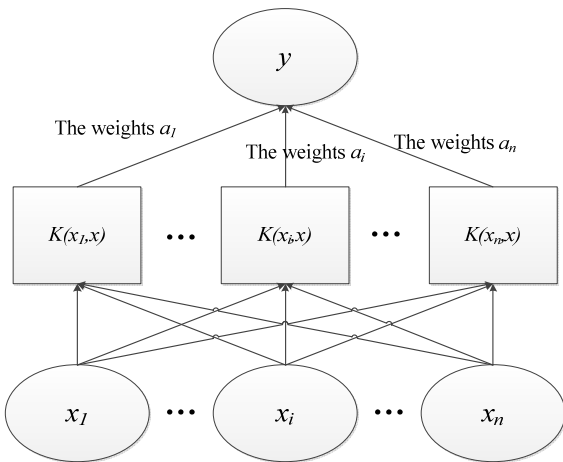 y
The weights a1
The weights ai
The weights an
K(x1,x) ... K(xi,x) ... K(xn,x)
x1 ... xi ... xn